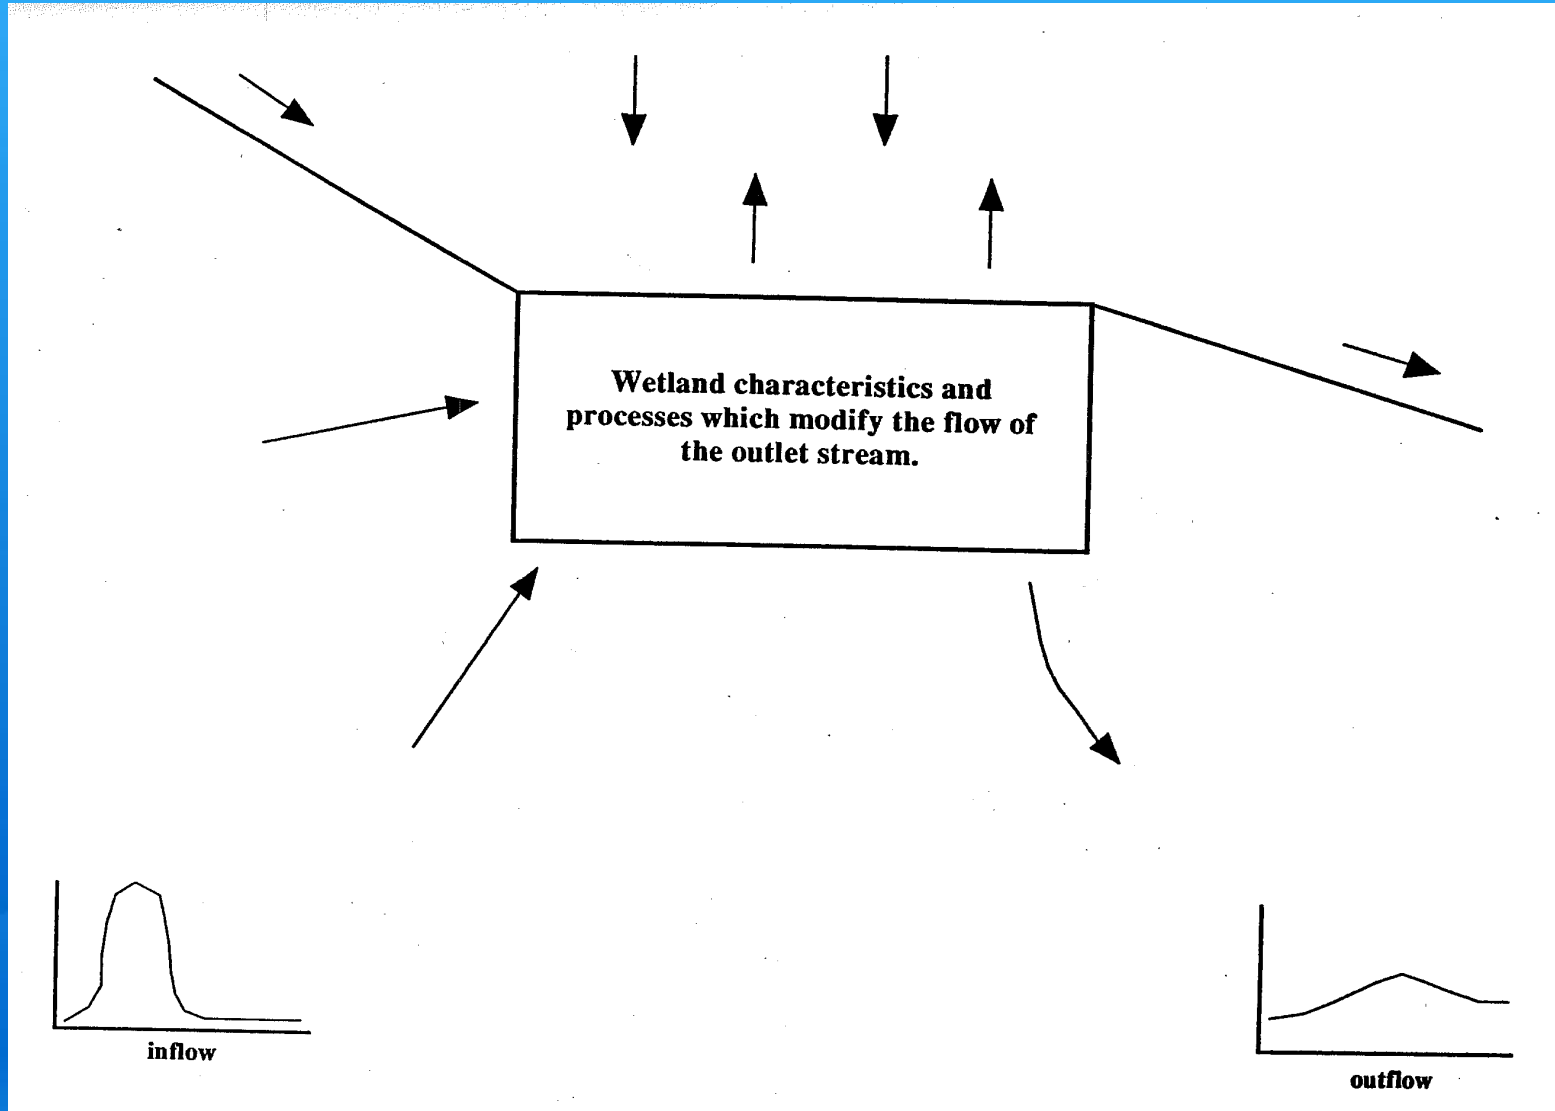 Wetland characteristics and
processes which modify the flow of
the outlet stream.
inflow
outflow